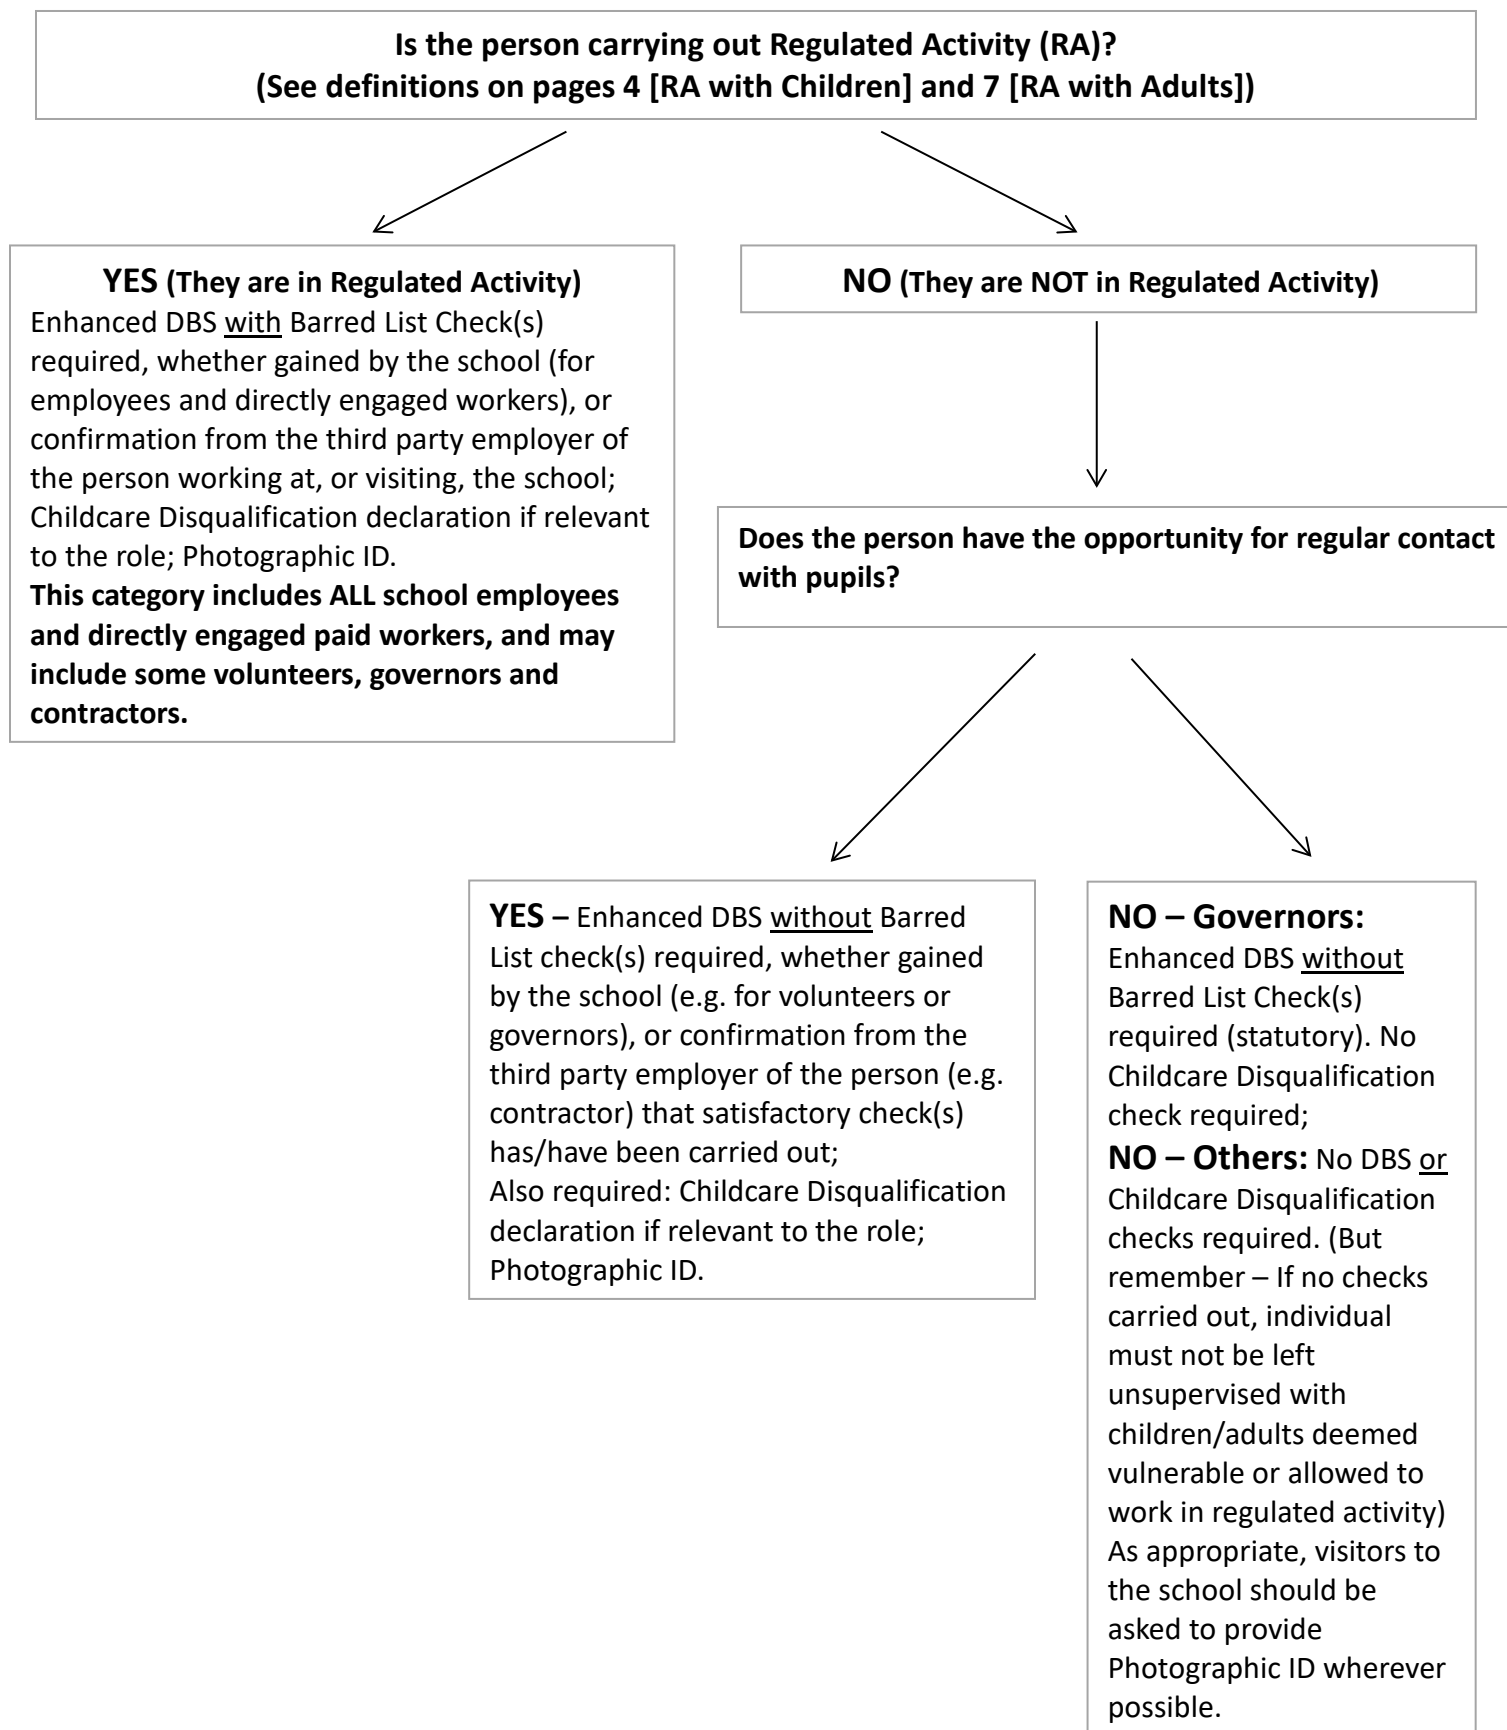 Is the person carrying out Regulated Activity (RA)?
(See definitions on pages 4 [RA with Children] and 7 [RA with Adults])
YES (They are in Regulated Activity)
Enhanced DBS with Barred List Check(s)
required, whether gained by the school (for
employees and directly engaged workers), or
confirmation from the third party employer of
the person working at, or visiting, the school;
Childcare Disqualification declaration if relevant
to the role; Photographic ID.
This category includes ALL school employees
and directly engaged paid workers, and may
include some volunteers, governors and
contractors.
NO (They are NOT in Regulated Activity)
Does the person have the opportunity for regular contact
with pupils?
YES – Enhanced DBS without Barred
List check(s) required, whether gained
by the school (e.g. for volunteers or
governors), or confirmation from the
third party employer of the person (e.g.
contractor) that satisfactory check(s)
has/have been carried out;
Also required: Childcare Disqualification
declaration if relevant to the role;
Photographic ID.
NO – Governors:
Enhanced DBS without
Barred List Check(s)
required (statutory). No
Childcare Disqualification
check required;
NO – Others: No DBS or
Childcare Disqualification
checks required. (But
remember – If no checks
carried out, individual
must not be left
unsupervised with
children/adults deemed
vulnerable or allowed to
work in regulated activity)
As appropriate, visitors to
the school should be
asked to provide
Photographic ID wherever
possible.